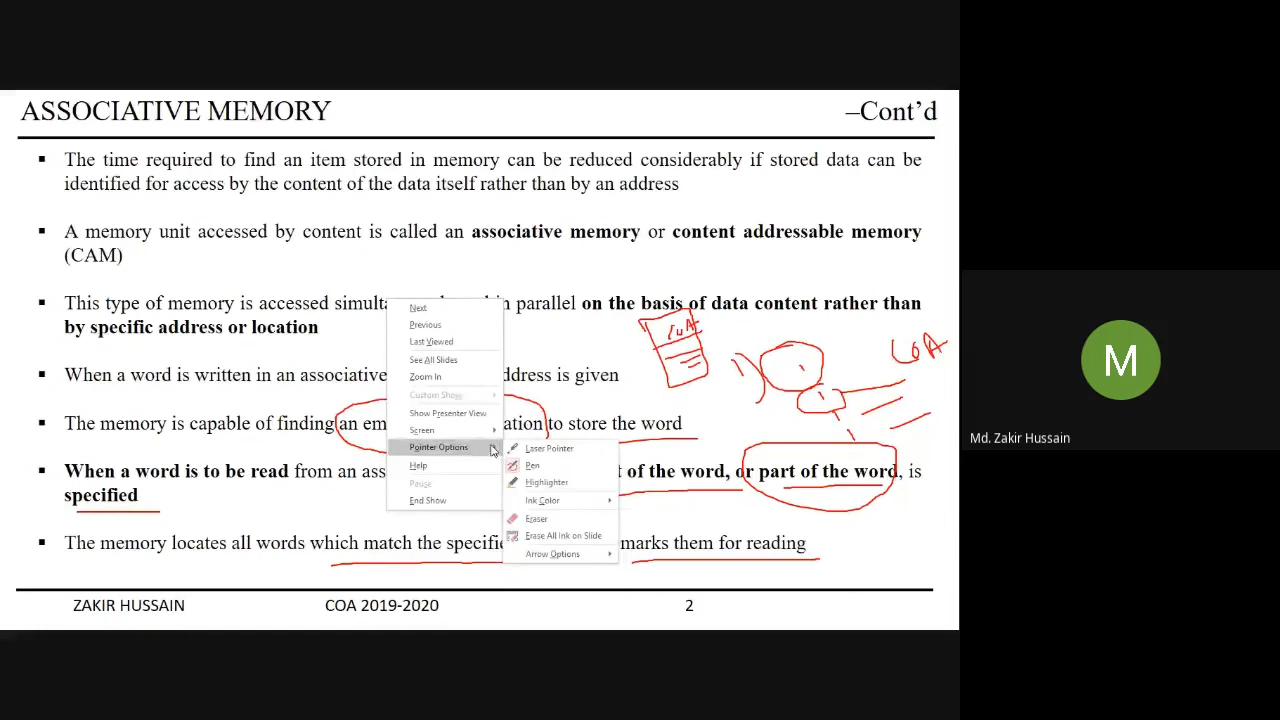 ASSOCIATIVE MEMORY –Cont’d
▪ The time required to find an item stored in memory can be reduced considerably if stored data can be
identified for access by the content of the data itself rather than by an address
▪ A memory unit accessed by content is called an associative memory or content addressable memory
(CAM)
▪ This type of memory is accessed in parallel on the basis of data content rather than
by specific address or location
▪ When a word is written in an associative address is given
▪ The memory is capable of finding an to store the word
▪ When a word is to be read from an of the word, or part of the word, is
specified
▪ The memory locates all words which match the marks them for reading
COA
COA
Next
Previous
Last Viewed
See All Slides
Zoom In
Custom Show
Show Presenter View
Screen
Pointer Options
Help
Pause
End Show
Laser Pointer
Pen
Highlighter
Ink Color
Eraser
Erase All Ink on Slide
Arrow Options
ZAKIR HUSSAIN COA 2019-2020 2
M
Md. Zakir Hussain